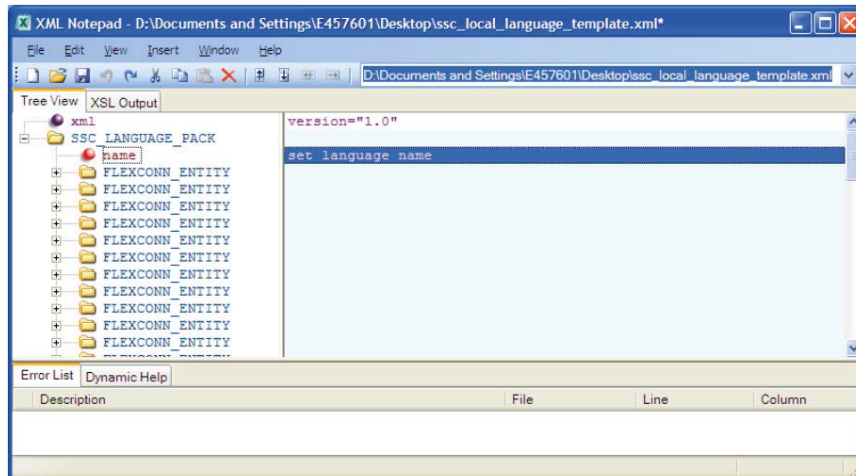 XML Notepad - D:\Documents and Settings\E457601\Desktop\ssc_local_language_template.xml*
File Edit View Insert Window Help
D:\Documents and Settings\E457601\Desktop\ssc_local_language_template.xml
Tree View XSL Output
xml version="1.0"
SSC_LANGUAGE_PACK
name set language name
FLEXCONN_ENTITY
FLEXCONN_ENTITY
FLEXCONN_ENTITY
FLEXCONN_ENTITY
FLEXCONN_ENTITY
FLEXCONN_ENTITY
FLEXCONN_ENTITY
FLEXCONN_ENTITY
FLEXCONN_ENTITY
FLEXCONN_ENTITY
FLEXCONN_ENTITY
Error List Dynamic Help
Description File Line Column